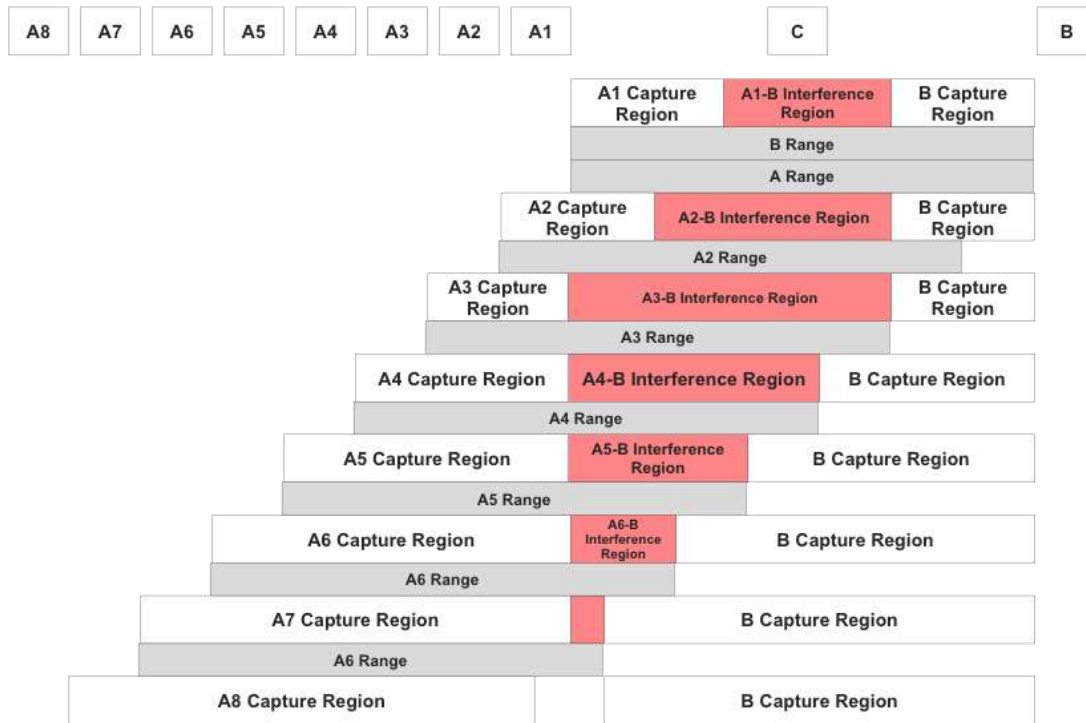 A8 A7 A6 A5 A4 A3 A2 A1 C B
A1 Capture
Region
A1-B Interference
Region
B Capture
Region
B Range
A Range
A2 Capture
Region
A2-B Interference Region
B Capture
Region
A2 Range
A3 Capture
Region
A3-B Interference Region
B Capture
Region
A3 Range
A4 Capture Region
A4-B Interference Region
B Capture Region
A4 Range
A5 Capture Region
A5-B Interference
Region
B Capture Region
A5 Range
A6 Capture Region
A6-B
Interference
Region
B Capture Region
A6 Range
A7 Capture Region
B Capture Region
A6 Range
A8 Capture Region
B Capture Region